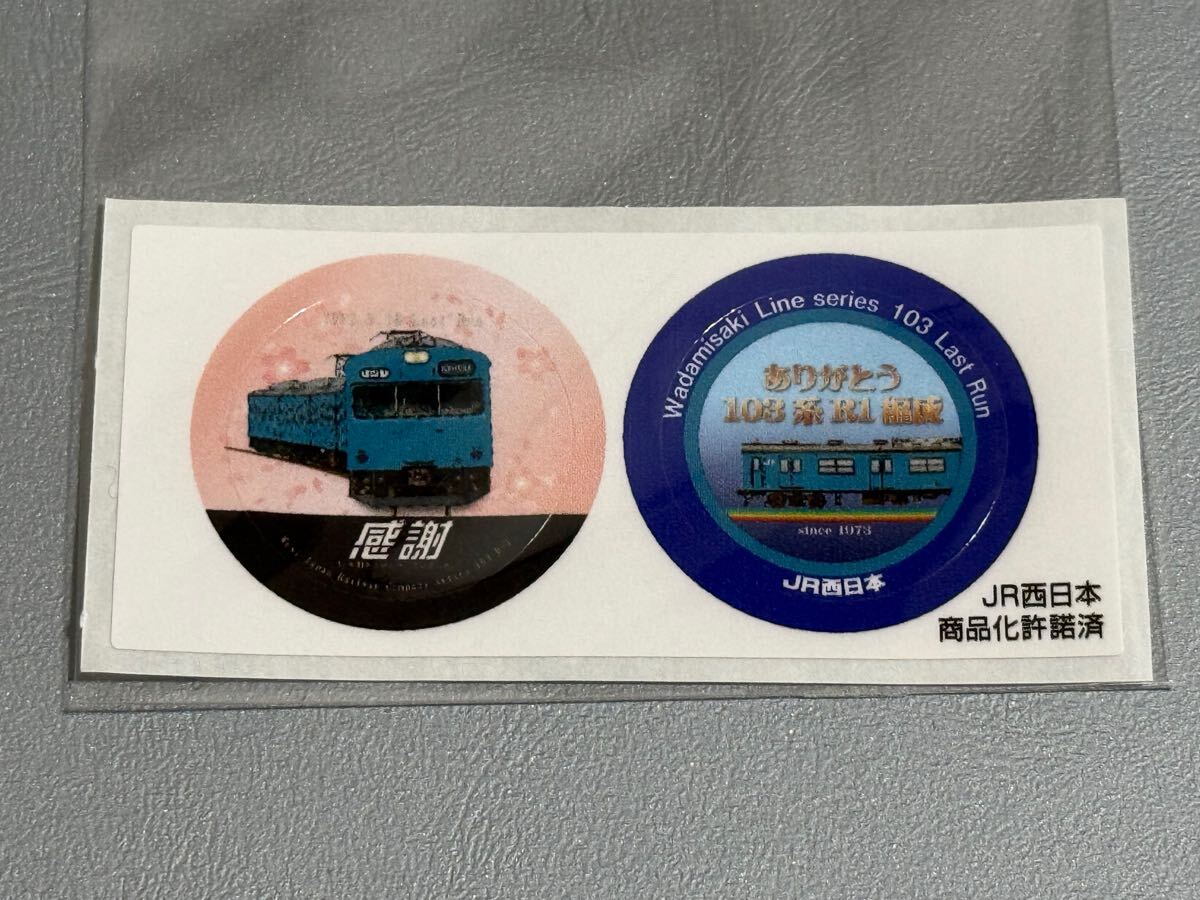 感謝
Wadamisaki Line series 103 Last Run
ありがとう
103系R1編成
since 1973
JR西日本
JR西日本
商品化許諾済